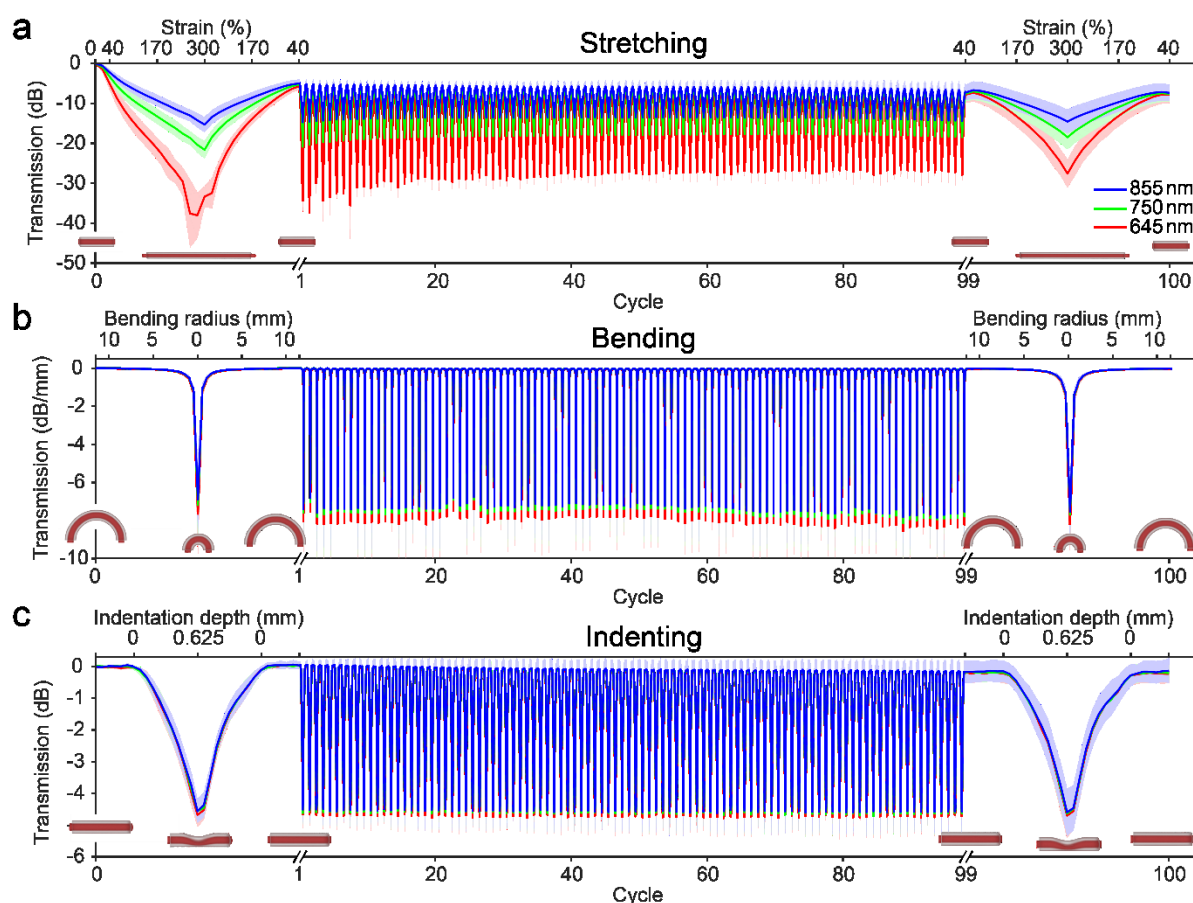 a
Strain (%) Stretching Strain (%)
0 40 170 300 170 40 40 170 300 170 40
0
-10
-20
-30
-40
-50
Transmission (dB)
855 nm
750 nm
645 nm
0 1 20 40 60 80 99 100
Cycle
b
Bending radius (mm) Bending Bending radius (mm)
10 5 0 5 10 10 5 0 5 10
0
-2
-4
-6
-10
Transmission (dB/mm)
0 1 20 40 60 80 99 100
Cycle
c
Indentation depth (mm) Indenting Indentation depth (mm)
0 0.625 0 0 0.625 0
0
-1
-2
-3
-4
-6
Transmission (dB)
0 1 20 40 60 80 99 100
Cycle